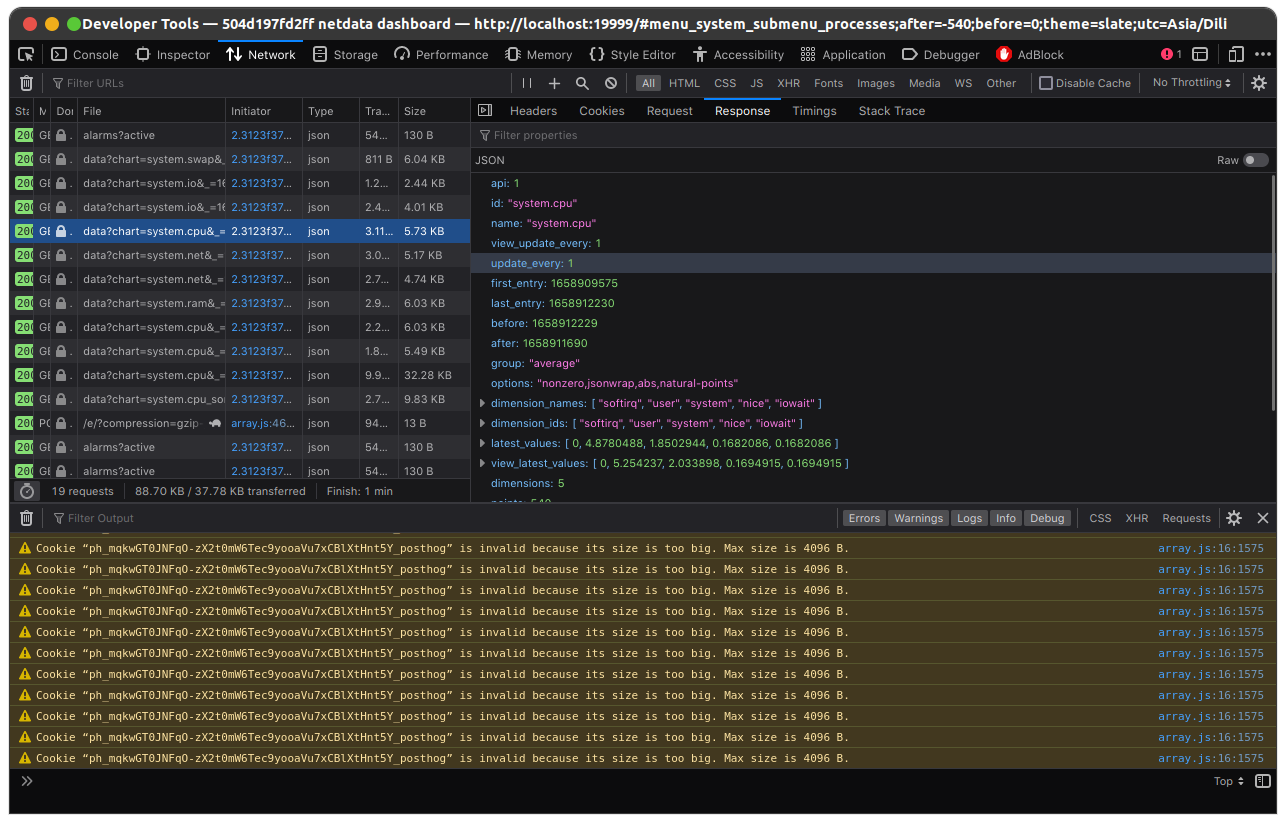 Developer Tools — 504d197fd2ff netdata dashboard — http://localhost:19999/#menu_system_submenu_processes;after=-540;before=0;theme=slate;utc=Asia/Dili
Console Inspector Network Storage Performance Memory {} Style Editor Accessibility Application Debugger AdBlock 1
Filter URLs All HTML CSS JS XHR Fonts Images Media WS Other Disable Cache No Throttling
Sta M Dor File Initiator Type Tra... Size
200 GE . alarms?active 2.3123f37... json 54... 130 B
200 GE . data?chart=system.swap&_ 2.3123f37... json 811 B 6.04 KB
200 GE . data?chart=system.io&_=16 2.3123f37... json 1.2... 2.44 KB
200 GE . data?chart=system.io&_=16 2.3123f37... json 2.4... 4.01 KB
200 GE . data?chart=system.cpu&_= 2.3123f37... json 3.11... 5.73 KB
200 GE . data?chart=system.net&_= 2.3123f37... json 3.0... 5.17 KB
200 GE . data?chart=system.net&_= 2.3123f37... json 2.7... 4.74 KB
200 GE . data?chart=system.ram&_= 2.3123f37... json 2.9... 6.03 KB
200 GE . data?chart=system.cpu&_= 2.3123f37... json 2.2... 6.03 KB
200 GE . data?chart=system.cpu&_= 2.3123f37... json 1.8... 5.49 KB
200 GE . data?chart=system.cpu&_= 2.3123f37... json 9.9... 32.28 KB
200 GE . data?chart=system.cpu_so 2.3123f37... json 2.7... 9.83 KB
200 PO . /e/?compression=gzip- array.js:46... json 94... 13 B
200 GE . alarms?active 2.3123f37... json 54... 130 B
200 GE . alarms?active 2.3123f37... json 54... 130 B
19 requests 88.70 KB / 37.78 KB transferred Finish: 1 min
Headers Cookies Request Response Timings Stack Trace
Filter properties
JSON Raw
api: 1
id: "system.cpu"
name: "system.cpu"
view_update_every: 1
update_every: 1
first_entry: 1658909575
last_entry: 1658912230
before: 1658912229
after: 1658911690
group: "average"
options: "nonzero,jsonwrap,abs,natural-points"
dimension_names: [ "softirq", "user", "system", "nice", "iowait" ]
dimension_ids: [ "softirq", "user", "system", "nice", "iowait" ]
latest_values: [ 0, 4.8780488, 1.8502944, 0.1682086, 0.1682086 ]
view_latest_values: [ 0, 5.254237, 2.033898, 0.1694915, 0.1694915 ]
dimensions: 5
points: 540
Filter Output Errors Warnings Logs Info Debug CSS XHR Requests
Cookie “ph_mqkwGT0JNFqO-zX2t0mW6Tec9yooaVu7xCBlXtHnt5Y_posthog” is invalid because its size is too big. Max size is 4096 B. array.js:16:1575
Cookie “ph_mqkwGT0JNFqO-zX2t0mW6Tec9yooaVu7xCBlXtHnt5Y_posthog” is invalid because its size is too big. Max size is 4096 B. array.js:16:1575
Cookie “ph_mqkwGT0JNFqO-zX2t0mW6Tec9yooaVu7xCBlXtHnt5Y_posthog” is invalid because its size is too big. Max size is 4096 B. array.js:16:1575
Cookie “ph_mqkwGT0JNFqO-zX2t0mW6Tec9yooaVu7xCBlXtHnt5Y_posthog” is invalid because its size is too big. Max size is 4096 B. array.js:16:1575
Cookie “ph_mqkwGT0JNFqO-zX2t0mW6Tec9yooaVu7xCBlXtHnt5Y_posthog” is invalid because its size is too big. Max size is 4096 B. array.js:16:1575
Cookie “ph_mqkwGT0JNFqO-zX2t0mW6Tec9yooaVu7xCBlXtHnt5Y_posthog” is invalid because its size is too big. Max size is 4096 B. array.js:16:1575
Cookie “ph_mqkwGT0JNFqO-zX2t0mW6Tec9yooaVu7xCBlXtHnt5Y_posthog” is invalid because its size is too big. Max size is 4096 B. array.js:16:1575
Cookie “ph_mqkwGT0JNFqO-zX2t0mW6Tec9yooaVu7xCBlXtHnt5Y_posthog” is invalid because its size is too big. Max size is 4096 B. array.js:16:1575
Cookie “ph_mqkwGT0JNFqO-zX2t0mW6Tec9yooaVu7xCBlXtHnt5Y_posthog” is invalid because its size is too big. Max size is 4096 B. array.js:16:1575
Cookie “ph_mqkwGT0JNFqO-zX2t0mW6Tec9yooaVu7xCBlXtHnt5Y_posthog” is invalid because its size is too big. Max size is 4096 B. array.js:16:1575
Cookie “ph_mqkwGT0JNFqO-zX2t0mW6Tec9yooaVu7xCBlXtHnt5Y_posthog” is invalid because its size is too big. Max size is 4096 B. array.js:16:1575
Top